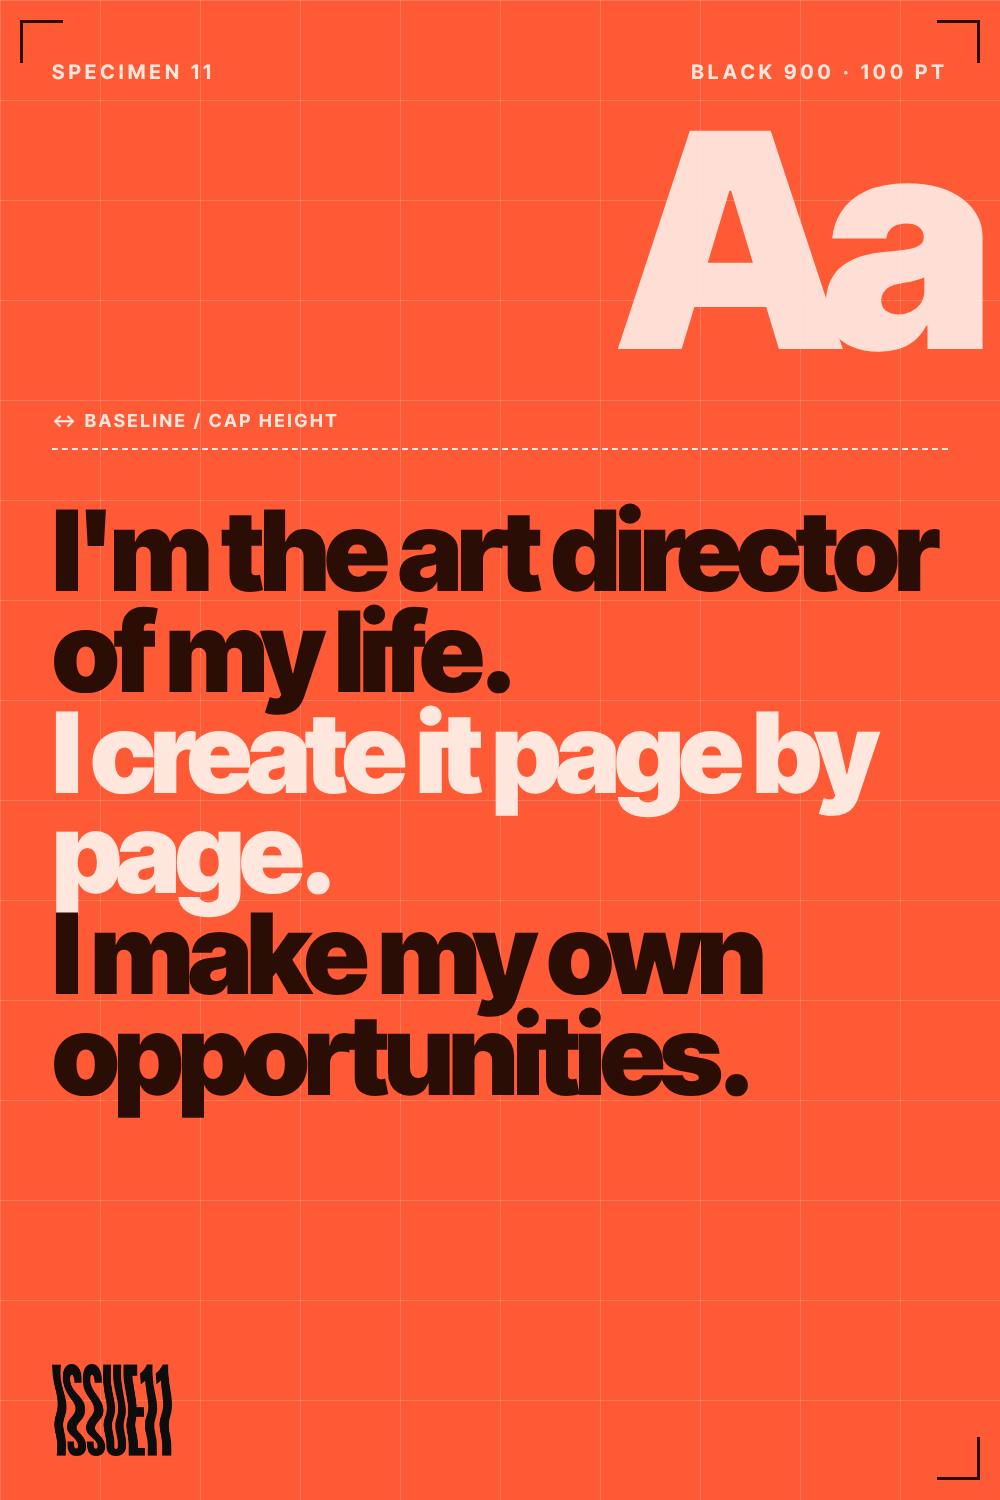 SPECIMEN 11
BLACK 900 · 100 PT
Aa
↔ BASELINE / CAP HEIGHT
I'm the art director
of my life.
I create it page by
page.
I make my own
opportunities.
ISSUE11